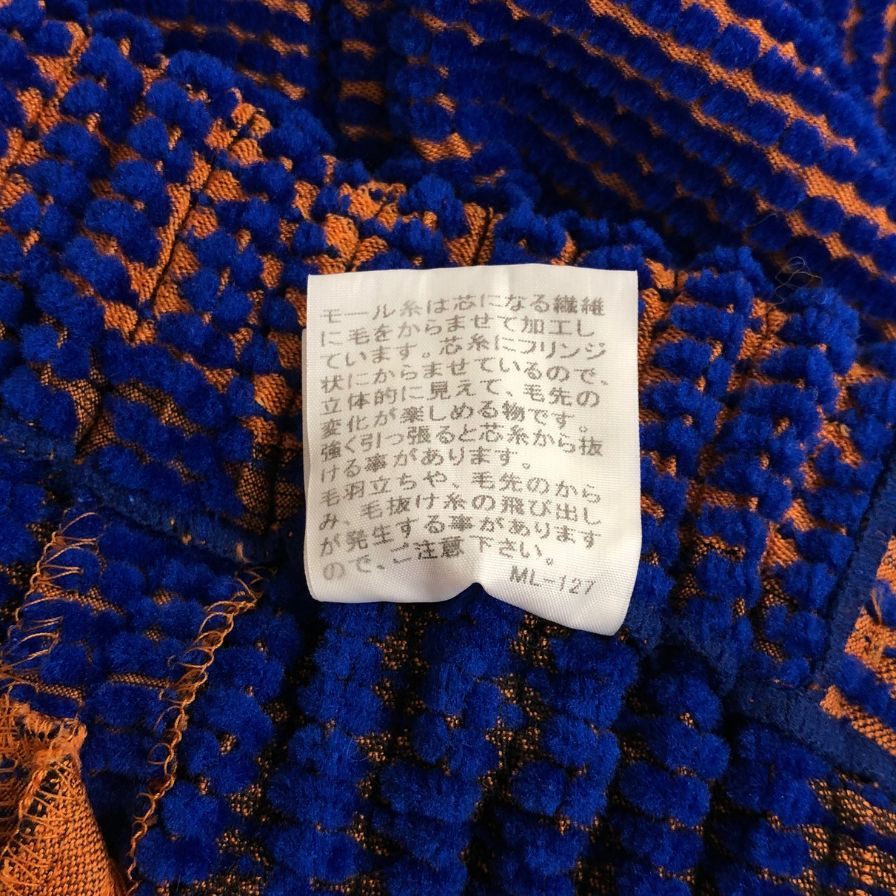 モール糸は芯になる繊維
に毛をからませて加工し
ています。芯糸にフリンジ
状にからませているので、
立体的に見えて、毛先の
変化が楽しめる物です。
強く引っ張ると芯糸から抜
ける事があります。
毛羽立ちや、毛先のから
み、毛抜け糸の飛び出し
が発生する事があります
ので、ご注意下さい。
ML-127